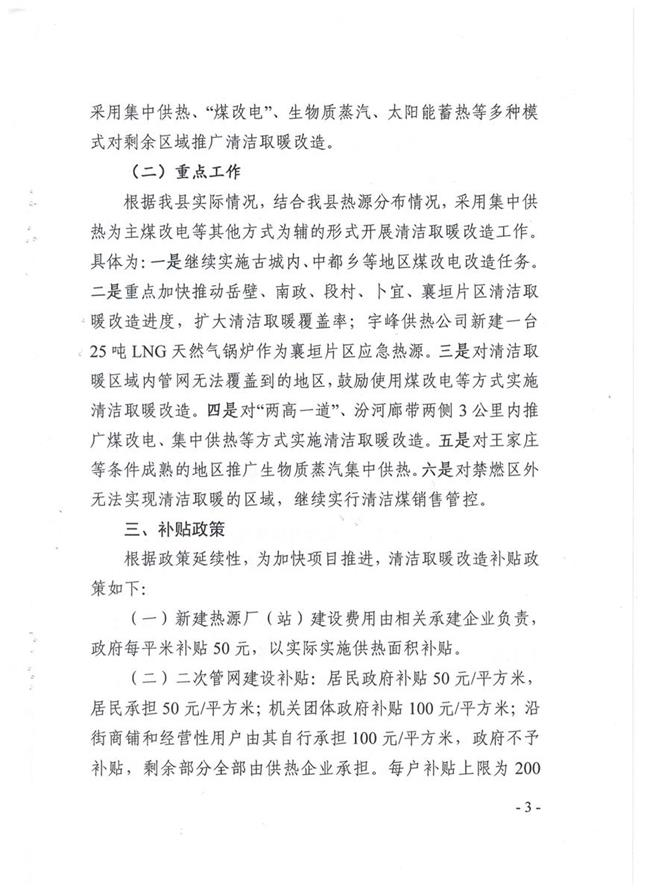 采用集中供热、“煤改电”、生物质蒸汽、太阳能蓄热等多种模
式对剩余区域推广清洁取暖改造。
（二）重点工作
根据我县实际情况，结合我县热源分布情况，采用集中供
热为主煤改电等其他方式为辅的形式开展清洁取暖改造工作。
具体为：一是继续实施古城内、中都乡等地区煤改电改造任务。
二是重点加快推动岳壁、南政、段村、卜宜、襄垣片区清洁取
暖改造进度，扩大清洁取暖覆盖率；宇峰供热公司新建一台
25 吨 LNG 天然气锅炉作为襄垣片区应急热源。三是对清洁取
暖区域内管网无法覆盖到的地区，鼓励使用煤改电等方式实施
清洁取暖改造。四是对“两高一道”、汾河廊带两侧 3 公里内推
广煤改电、集中供热等方式实施清洁取暖改造。五是对王家庄
等条件成熟的地区推广生物质蒸汽集中供热。六是对禁燃区外
无法实现清洁取暖的区域，继续实行清洁煤销售管控。
三、补贴政策
根据政策延续性，为加快项目推进，清洁取暖改造补贴政
策如下：
（一）新建热源厂（站）建设费用由相关承建企业负责，
政府每平米补贴 50 元，以实际实施供热面积补贴。
（二）二次管网建设补贴：居民政府补贴 50 元/平方米，
居民承担 50 元/平方米；机关团体政府补贴 100 元/平方米；沿
街商铺和经营性用户由其自行承担 100 元/平方米，政府不予
补贴，剩余部分全部由供热企业承担。每户补贴上限为 200
- 3 -